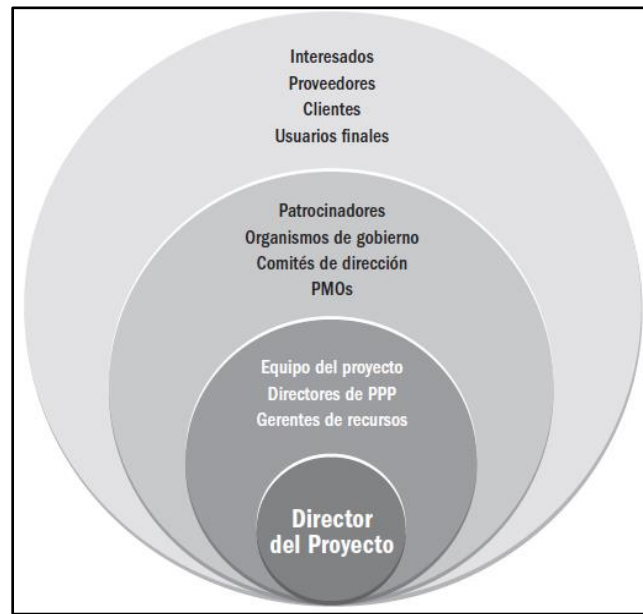 Interesados
Proveedores
Clientes
Usuarios finales
Patrocinadores
Organismos de gobierno
Comités de dirección
PMOs
Equipo del proyecto
Directores de PPP
Gerentes de recursos
Director
del Proyecto